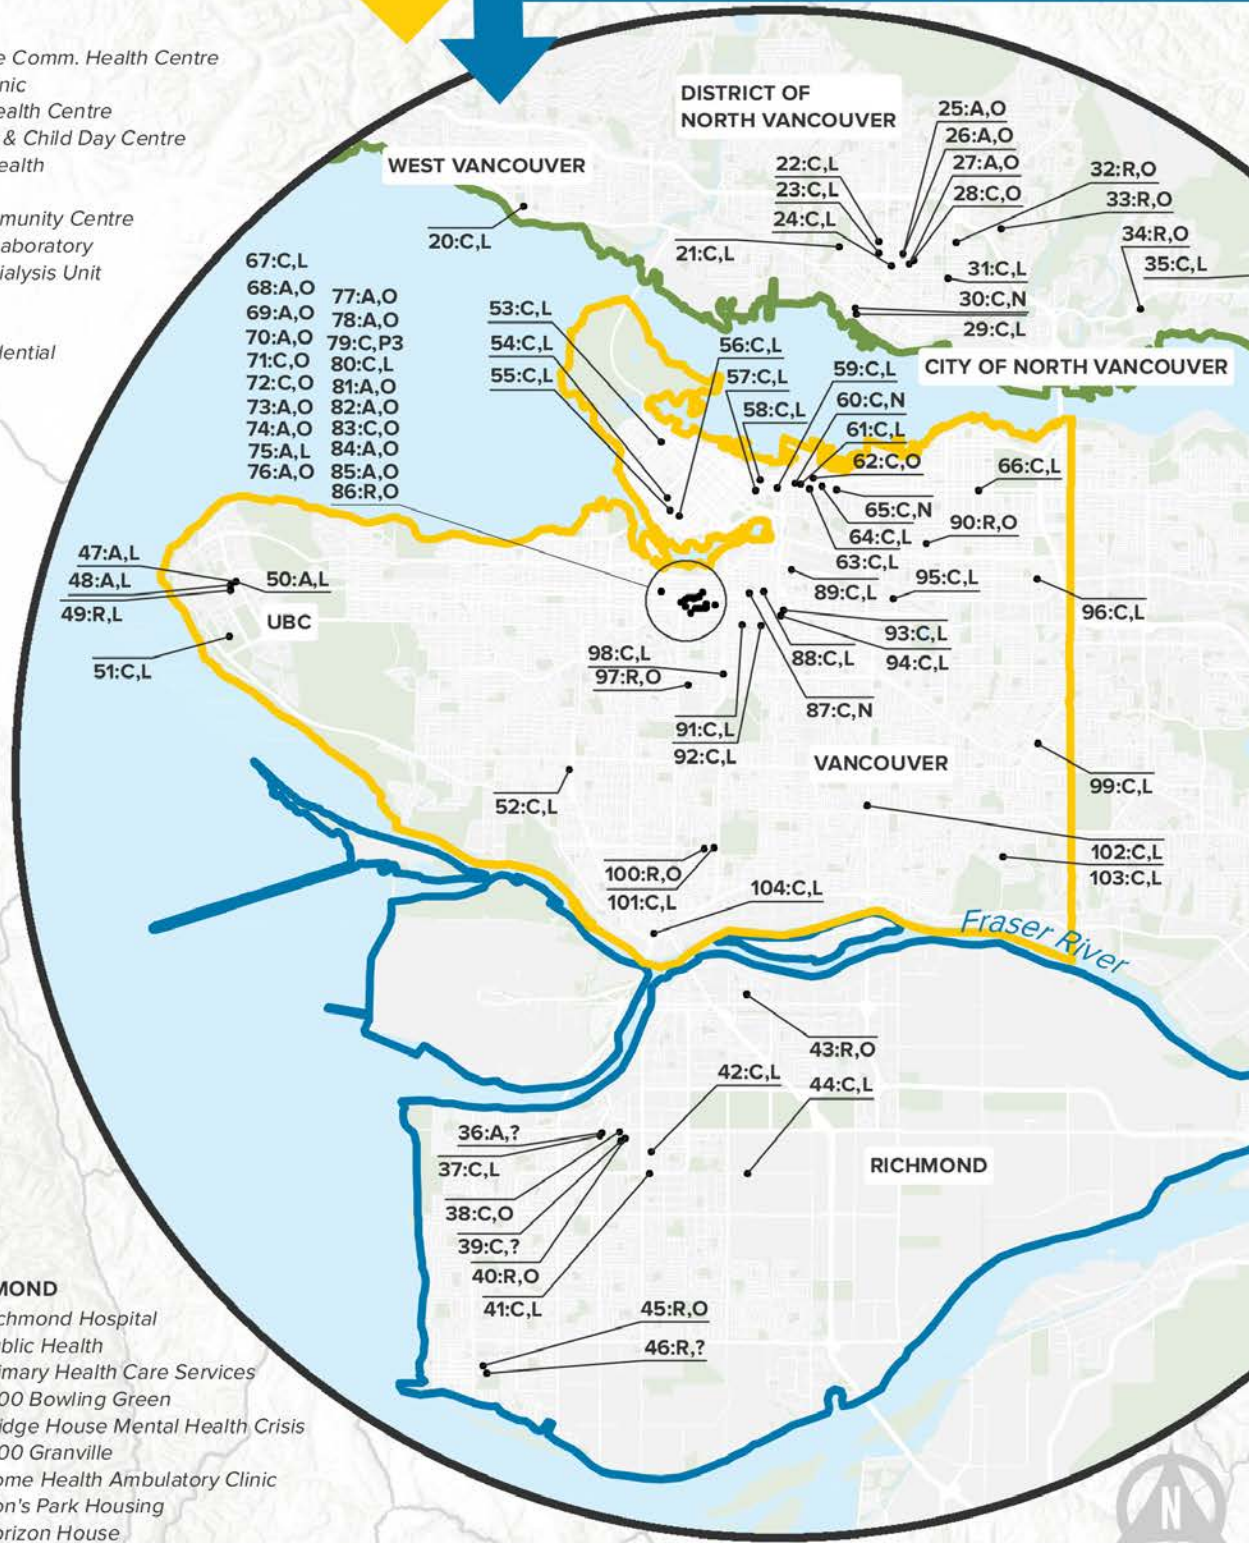 e Comm. Health Centre
nic
ealth Centre
& Child Day Centre
ealth
munity Centre
aboratory
ialysis Unit
dential
DISTRICT OF
NORTH VANCOUVER
WEST VANCOUVER
20:C,L
21:C,L
22:C,L
23:C,L
24:C,L
25:A,O
26:A,O
27:A,O
28:C,O
32:R,O
33:R,O
34:R,O
35:C,L
31:C,L
30:C,N
29:C,L
CITY OF NORTH VANCOUVER
67:C,L
68:A,O
69:A,O
70:A,O
71:C,O
72:C,O
73:A,O
74:A,O
75:A,L
76:A,O
77:A,O
78:A,O
79:C,P3
80:C,L
81:A,O
82:A,O
83:C,O
84:A,O
85:A,O
86:R,O
53:C,L
54:C,L
55:C,L
56:C,L
57:C,L
58:C,L
59:C,L
60:C,N
61:C,L
62:C,O
66:C,L
65:C,N
64:C,L
63:C,L
90:R,O
89:C,L
95:C,L
96:C,L
47:A,L
48:A,L
49:R,L
50:A,L
UBC
51:C,L
93:C,L
94:C,L
88:C,L
87:C,N
98:C,L
97:R,O
91:C,L
92:C,L
VANCOUVER
52:C,L
99:C,L
100:R,O
101:C,L
102:C,L
103:C,L
104:C,L
Fraser River
43:R,O
42:C,L
44:C,L
36:A,?
37:C,L
38:C,O
39:C,?
40:R,O
41:C,L
RICHMOND
45:R,O
46:R,?
MOND
chmond Hospital
ublic Health
imary Health Care Services
00 Bowling Green
idge House Mental Health Crisis
00 Granville
ome Health Ambulatory Clinic
on's Park Housing
orizon House
N